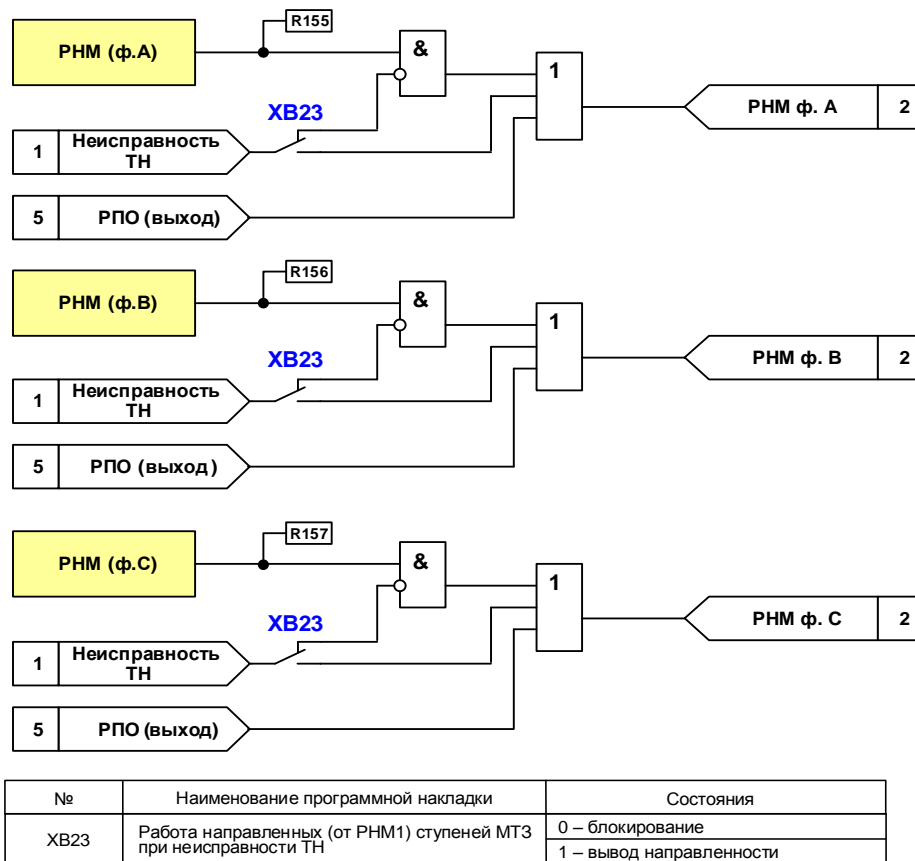 R155
РНМ (ф.А)
&
1
XB23
РНМ ф. А 2
1 Неисправность
ТН
5 РПО (выход)
R156
РНМ (ф.В)
&
1
XB23
РНМ ф. В 2
1 Неисправность
ТН
5 РПО (выход)
R157
РНМ (ф.С)
&
1
XB23
РНМ ф. С 2
1 Неисправность
ТН
5 РПО (выход)
№ Наименование программной накладки Состояния
XB23 Работа направленных (от РНМ1) ступеней МТЗ
при неисправности ТН
0 – блокирование
1 – вывод направленности